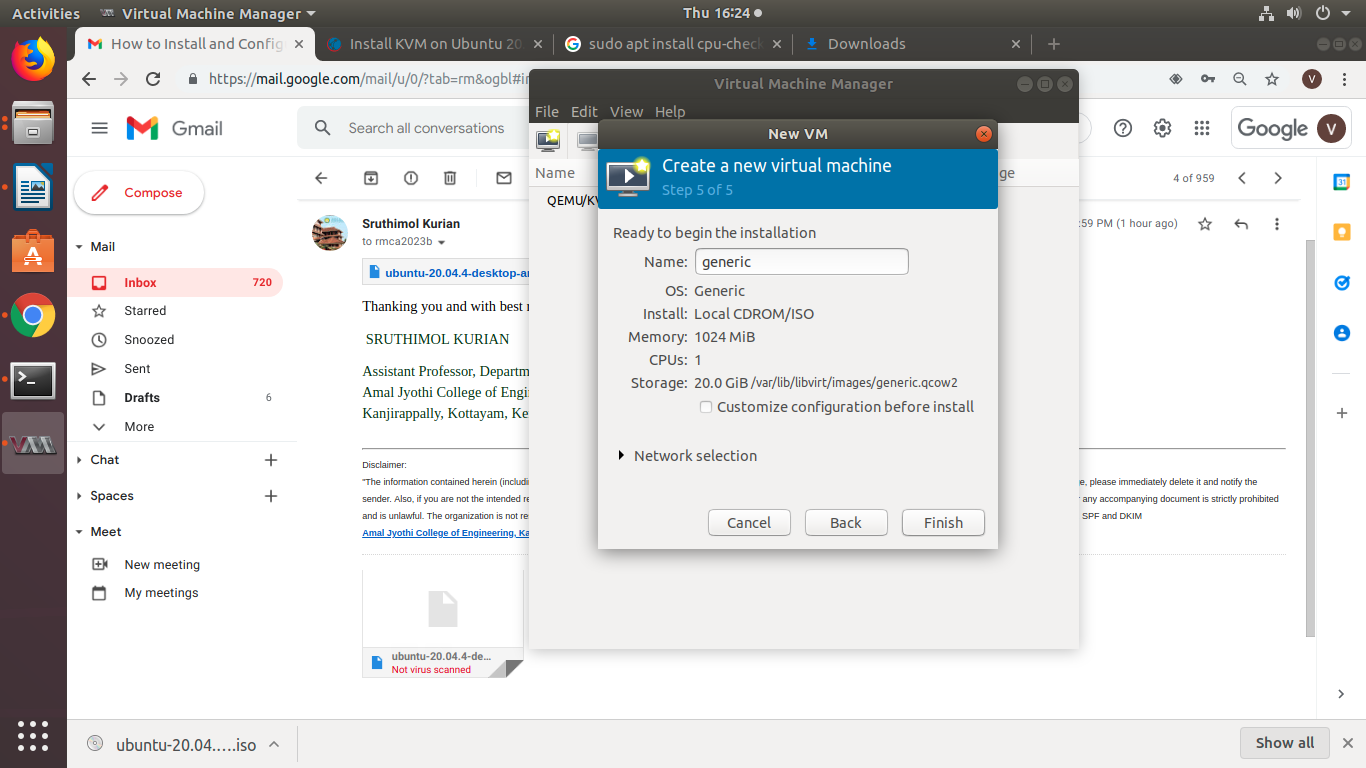 Activities
Virtual Machine Manager
Thu 16:24
How to Install and Config
Install KVM on Ubuntu 20
sudo apt install cpu-check
Downloads
https://mail.google.com/mail/u/0/?tab=rm&ogbl#in
V
Virtual Machine Manager
File Edit View Help
Name
QEMU/KV
ge
Gmail
Search all conversations
Google
V
Compose
4 of 959
Mail
Inbox 720
Starred
Snoozed
Sent
Drafts 6
More
Chat
Spaces
Meet
New meeting
My meetings
Sruthimol Kurian
to rmca2023b
:59 PM (1 hour ago)
ubuntu-20.04.4-desktop-a
Thanking you and with best
SRUTHIMOL KURIAN
Assistant Professor, Departm
Amal Jyothi College of Engin
Kanjirappally, Kottayam, Ke
Disclaimer:
"The information contained herein (includin
e, please immediately delete it and notify the
sender. Also, if you are not the intended re
any accompanying document is strictly prohibited
and is unlawful. The organization is not re
SPF and DKIM
Amal Jyothi College of Engineering, Ka
ubuntu-20.04.4-de...
Not virus scanned
New VM
Create a new virtual machine
Step 5 of 5
Ready to begin the installation
Name: generic
OS: Generic
Install: Local CDROM/ISO
Memory: 1024 MiB
CPUs: 1
Storage: 20.0 GiB /var/lib/libvirt/images/generic.qcow2
Customize configuration before install
Network selection
Cancel
Back
Finish
31
ubuntu-20.04.….iso
Show all